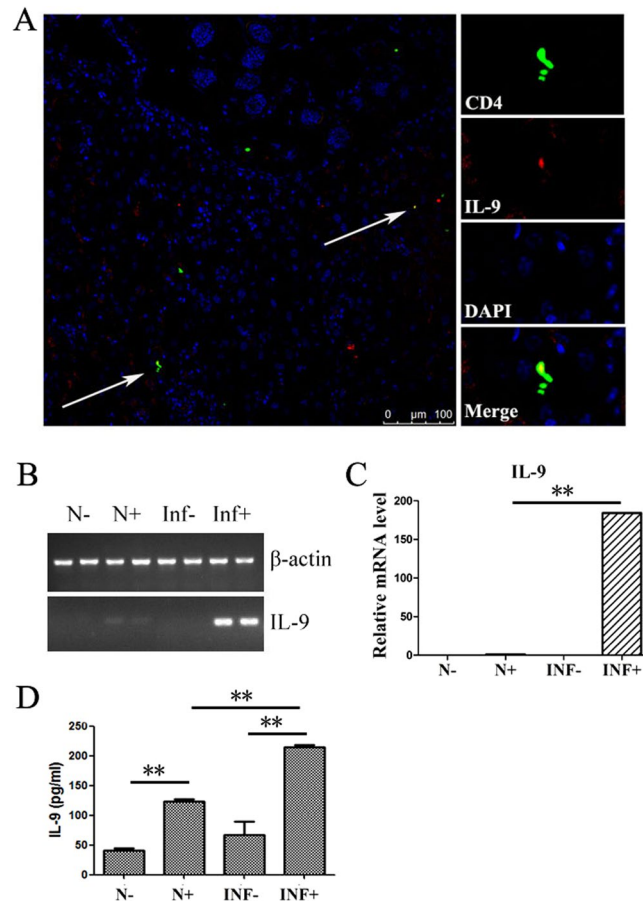 A
CD4
IL-9
DAPI
Merge
0 µm 100
B
N- N+ Inf- Inf+
β-actin
IL-9
C
IL-9
**
Relative mRNA level
200
150
100
50
0
N- N+ INF- INF+
D
**
** **
IL-9 (pg/ml)
250
200
150
100
50
0
N- N+ INF- INF+